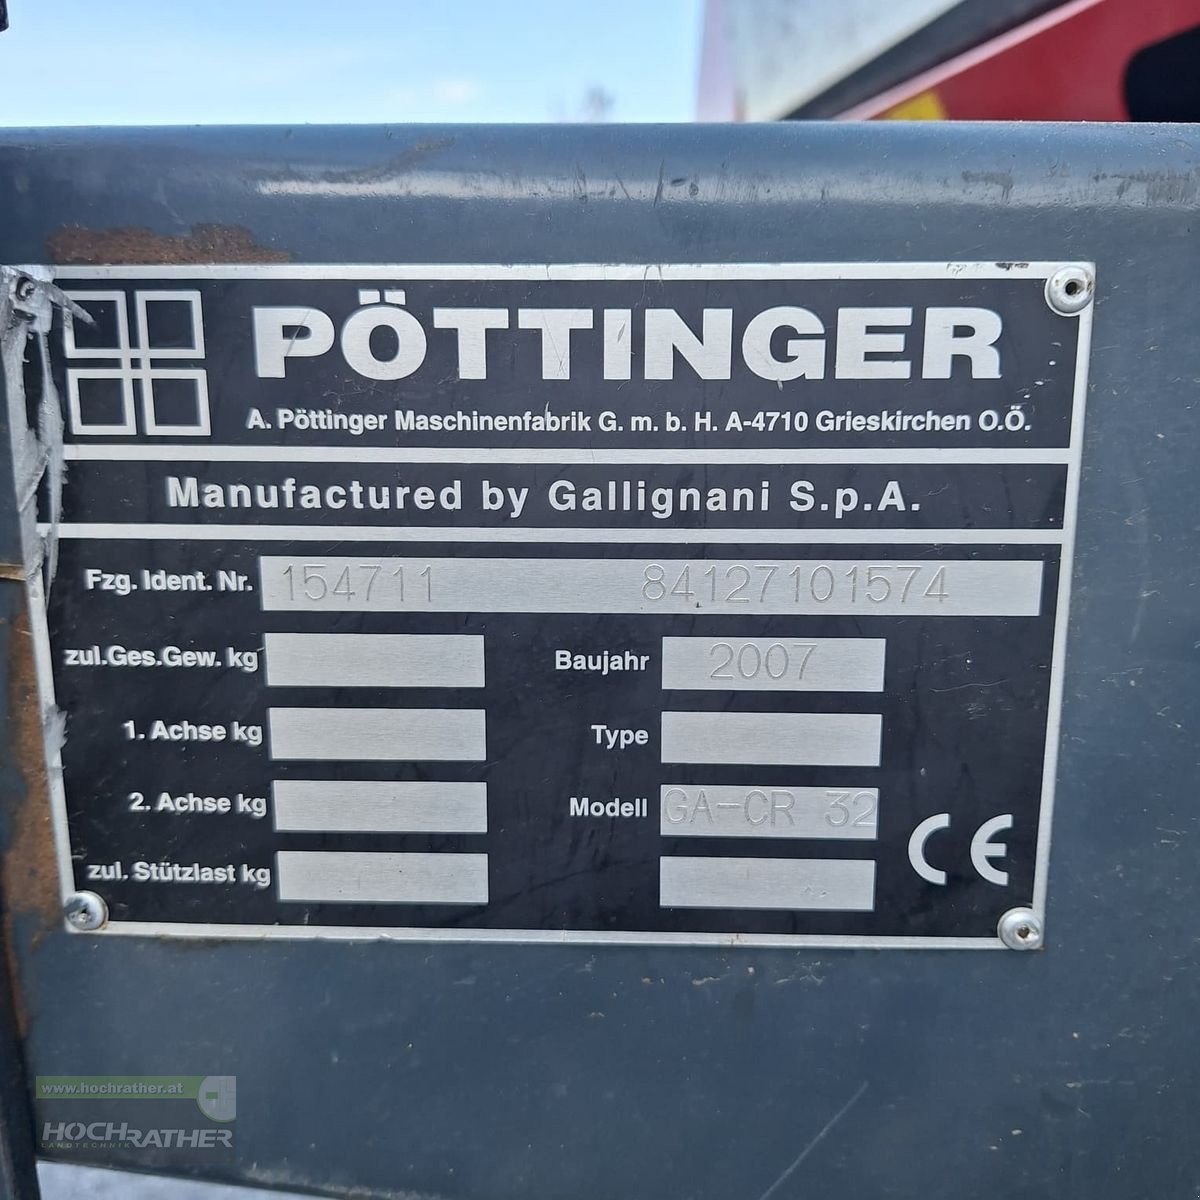 PÖTTINGER
A. Pöttinger Maschinenfabrik G. m. b. H. A-4710 Grieskirchen O.Ö.
Manufactured by Gallignani S.p.A.
Fzg. Ident. Nr. 154711 84127101574
zul.Ges.Gew. kg Baujahr 2007
1. Achse kg Type
2. Achse kg Modell GA-CR 32
zul. Stützlast kg CE
www.hochrather.at
HOCHRATHER
LANDTECHNIK